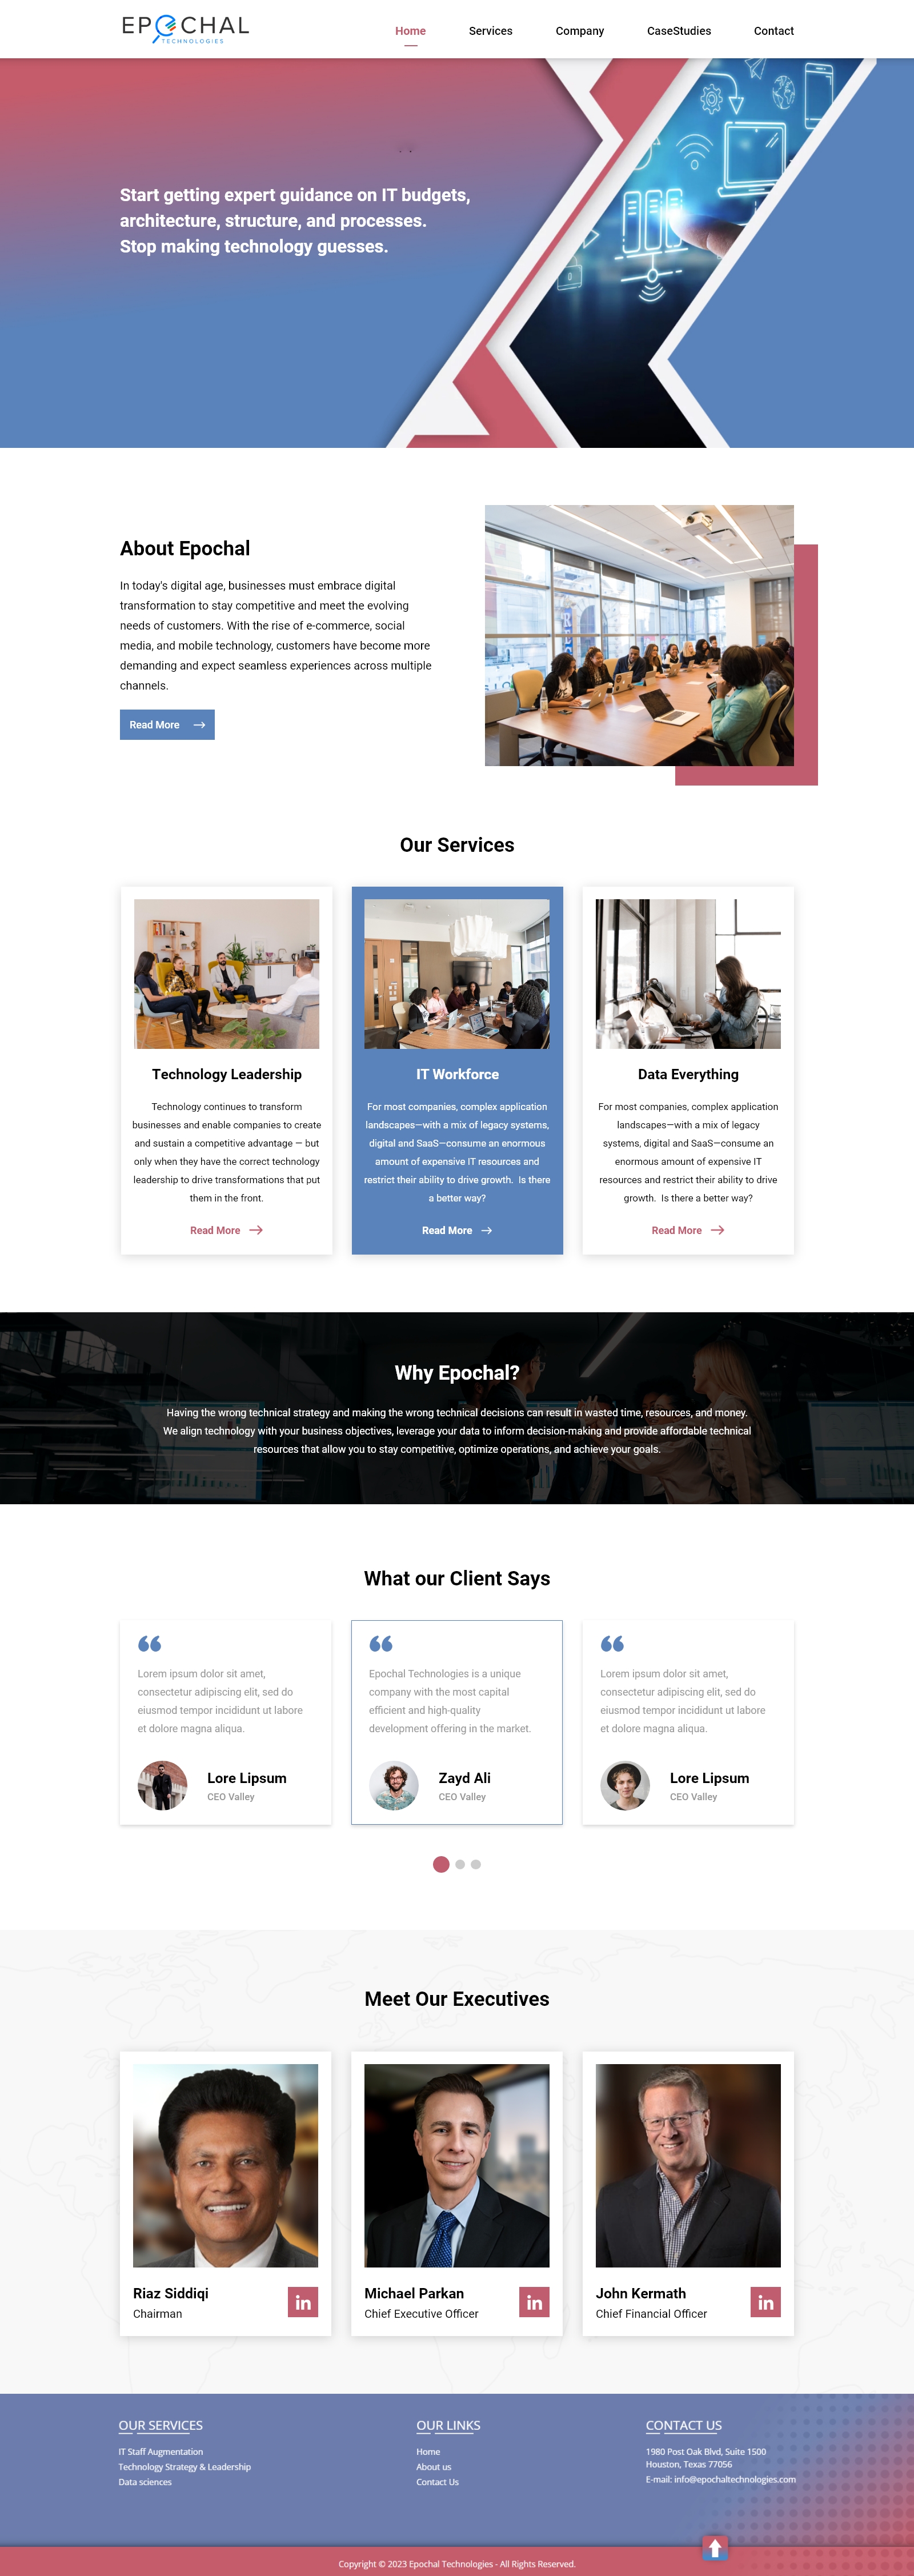 EPOCHAL
TECHNOLOGIES
Home
Services
Company
CaseStudies
Contact
Start getting expert guidance on IT budgets,
architecture, structure, and processes.
Stop making technology guesses.
About Epochal
In today's digital age, businesses must embrace digital
transformation to stay competitive and meet the evolving
needs of customers. With the rise of e-commerce, social
media, and mobile technology, customers have become more
demanding and expect seamless experiences across multiple
channels.
Read More
Our Services
Technology Leadership
Technology continues to transform
businesses and enable companies to create
and sustain a competitive advantage — but
only when they have the correct technology
leadership to drive transformations that put
them in the front.
Read More
IT Workforce
For most companies, complex application
landscapes—with a mix of legacy systems,
digital and SaaS—consume an enormous
amount of expensive IT resources and
restrict their ability to drive growth.  Is there
a better way?
Read More
Data Everything
For most companies, complex application
landscapes—with a mix of legacy
systems, digital and SaaS—consume an
enormous amount of expensive IT
resources and restrict their ability to drive
growth.  Is there a better way?
Read More
Why Epochal?
Having the wrong technical strategy and making the wrong technical decisions can result in wasted time, resources, and money.
We align technology with your business objectives, leverage your data to inform decision-making and provide affordable technical
resources that allow you to stay competitive, optimize operations, and achieve your goals.
What our Client Says
Lorem ipsum dolor sit amet,
consectetur adipiscing elit, sed do
eiusmod tempor incididunt ut labore
et dolore magna aliqua.
Lore Lipsum
CEO Valley
Epochal Technologies is a unique
company with the most capital
efficient and high-quality
development offering in the market.
Zayd Ali
CEO Valley
Lorem ipsum dolor sit amet,
consectetur adipiscing elit, sed do
eiusmod tempor incididunt ut labore
et dolore magna aliqua.
Lore Lipsum
CEO Valley
Meet Our Executives
Riaz Siddiqi
Chairman
in
Michael Parkan
Chief Executive Officer
in
John Kermath
Chief Financial Officer
in
OUR SERVICES
IT Staff Augmentation
Technology Strategy & Leadership
Data sciences
OUR LINKS
Home
About us
Contact Us
CONTACT US
1980 Post Oak Blvd, Suite 1500
Houston, Texas 77056
E-mail: info@epochaltechnologies.com
Copyright © 2023 Epochal Technologies - All Rights Reserved.